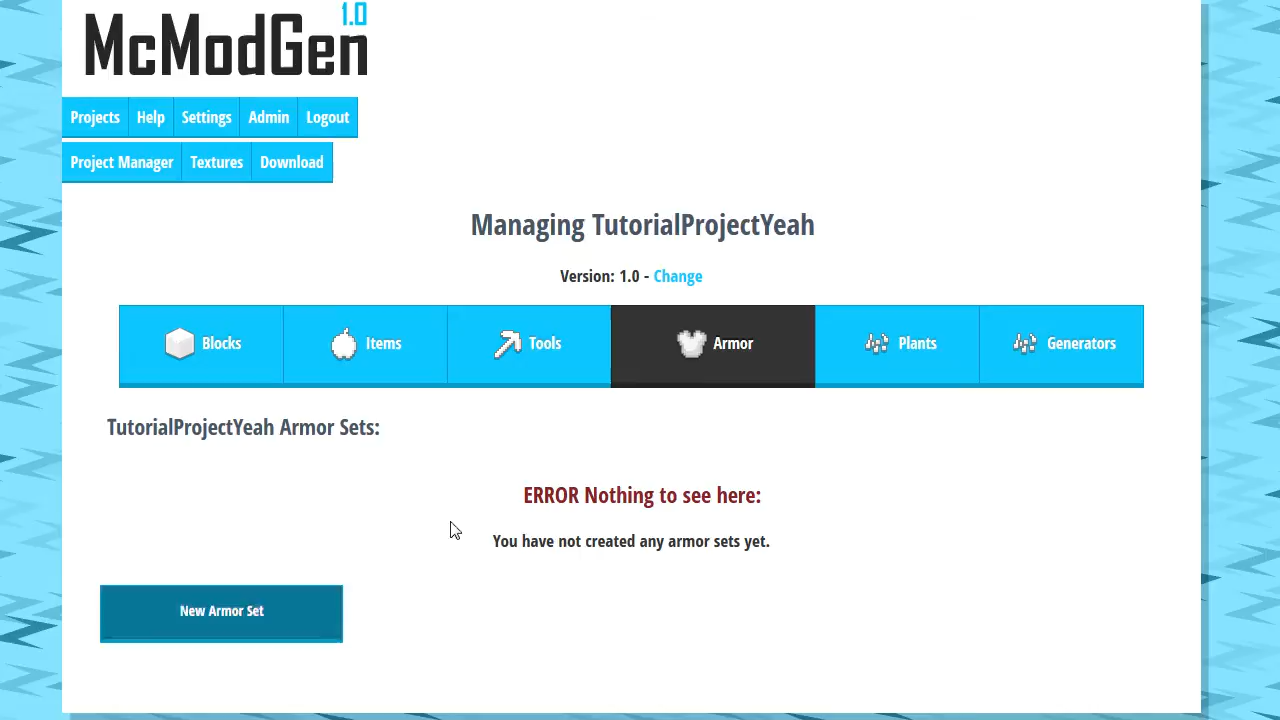 1.0
McModGen
Projects Help Settings Admin Logout
Project Manager Textures Download
Managing TutorialProjectYeah
Version: 1.0 - Change
Blocks Items Tools Armor Plants Generators
TutorialProjectYeah Armor Sets:
ERROR Nothing to see here:
You have not created any armor sets yet.
New Armor Set